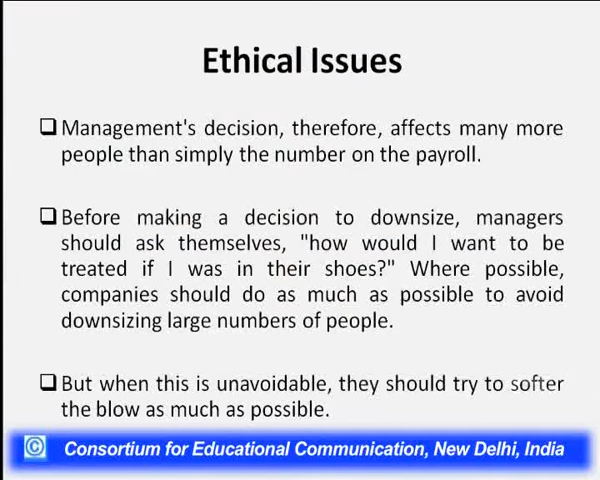 Ethical Issues
Management's decision, therefore, affects many more
people than simply the number on the payroll.
Before making a decision to downsize, managers
should ask themselves, "how would I want to be
treated if I was in their shoes?" Where possible,
companies should do as much as possible to avoid
downsizing large numbers of people.
But when this is unavoidable, they should try to softer
the blow as much as possible.
© Consortium for Educational Communication, New Delhi, India